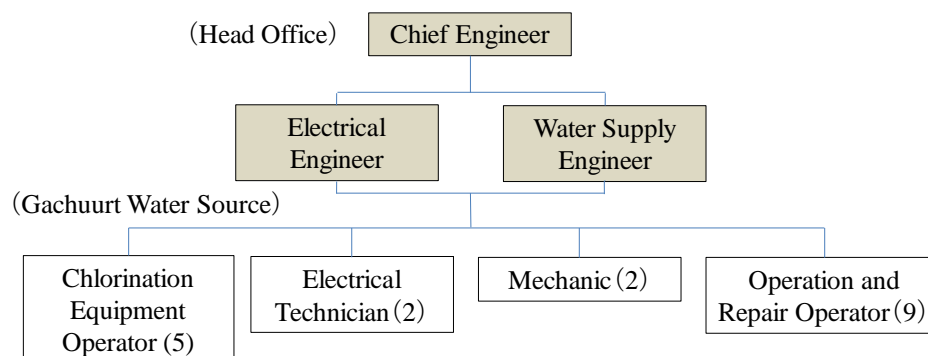 (Head Office)
Chief Engineer
Electrical
Engineer
Water Supply
Engineer
(Gachuurt Water Source)
Chlorination
Equipment
Operator (5)
Electrical
Technician(2)
Mechanic(2)
Operation and
Repair Operator(9)